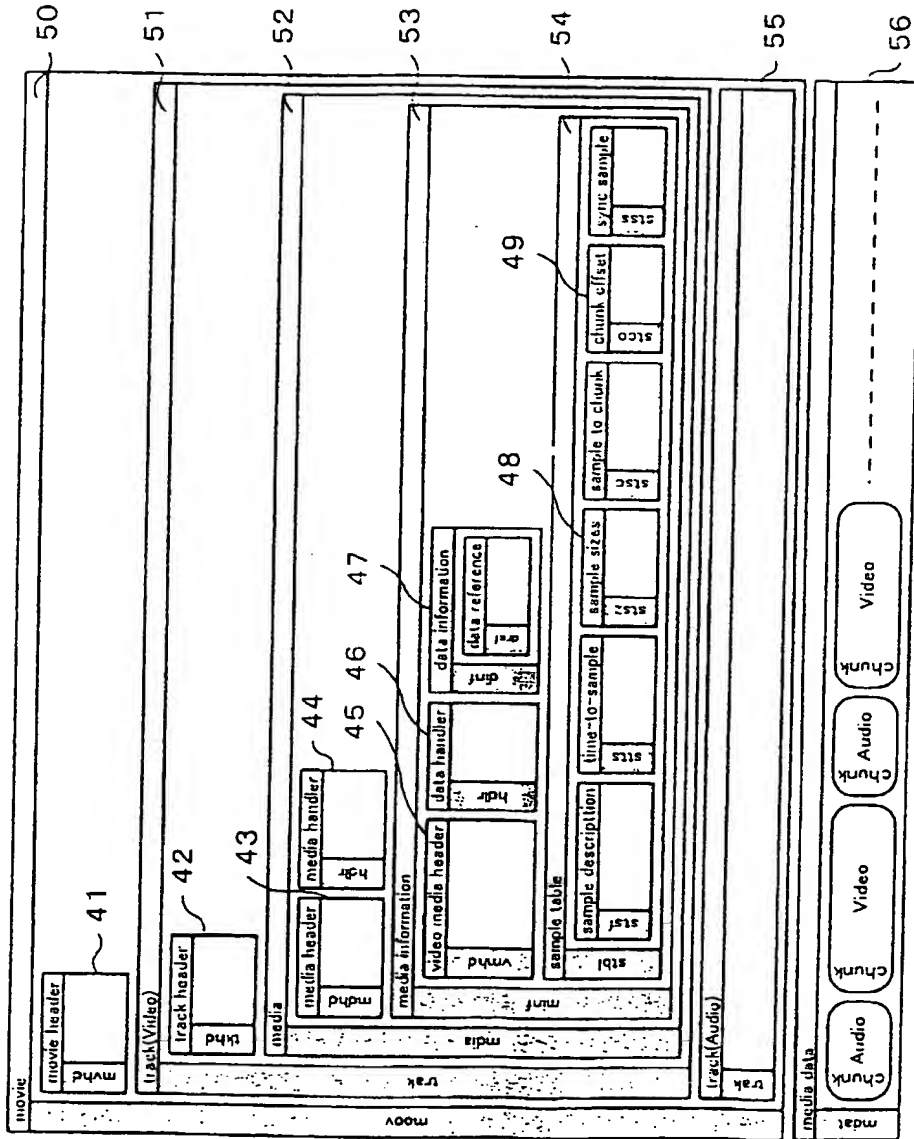 movie
50
moov
movie header
mvhd
41
track(Video)
51
trak
track header
tkhd
42
media
52
mdia
media header
mdhd
43
media handler
hdlr
44
media information
53
minf
video media header
vmhd
45
data handler
hdlr
46
data information
dinf
47
data reference
sample table
54
stbl
sample description
time-to-sample
stts
sample sizes
stsz
48
sample to chunk
stsc
chunk offset
stco
49
sync sample
stss
track(Audio)
55
trak
media data
56
mdat
chunk
Audio
chunk
Video
chunk
Audio
chunk
Video